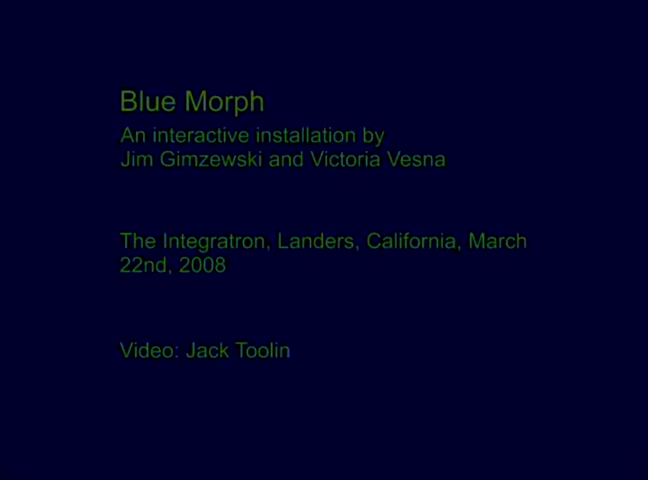 Blue Morph
An interactive installation by
Jim Gimzewski and Victoria Vesna
The Integratron, Landers, California, March
22nd, 2008
Video: Jack Toolin